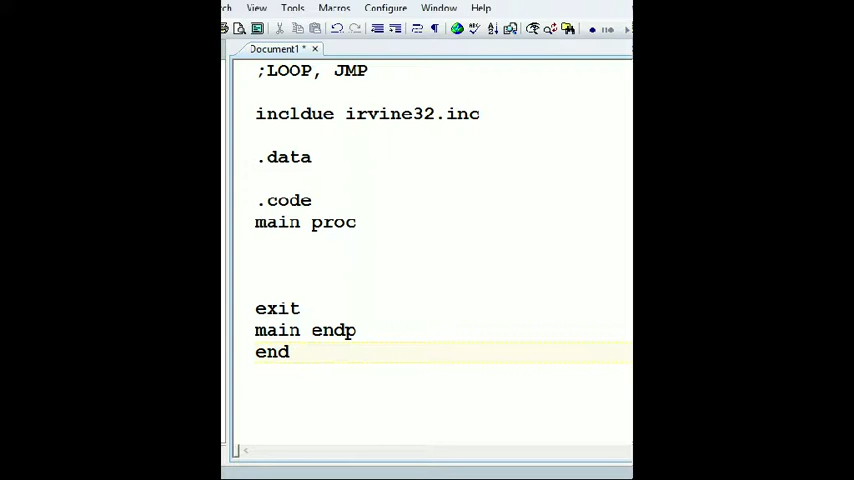 View Tools Macros Configure Window Help
Document1 *
;LOOP, JMP
incldue irvine32.inc
.data
.code
main proc
exit
main endp
end